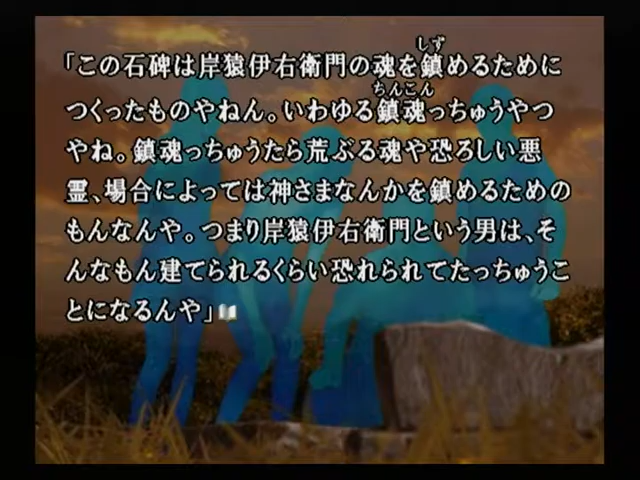 「この石碑は岸猿伊右衛門の魂を鎮めるために
つくったものやねん。いわゆる鎮魂っちゅうやつ
やね。鎮魂っちゅうたら荒ぶる魂や恐ろしい悪
霊、場合によっては神さまなんかを鎮めるための
もんなんや。つまり岸猿伊右衛門という男は、そ
んなもん建てられるくらい恐れられてたっちゅうこ
とになるんや」